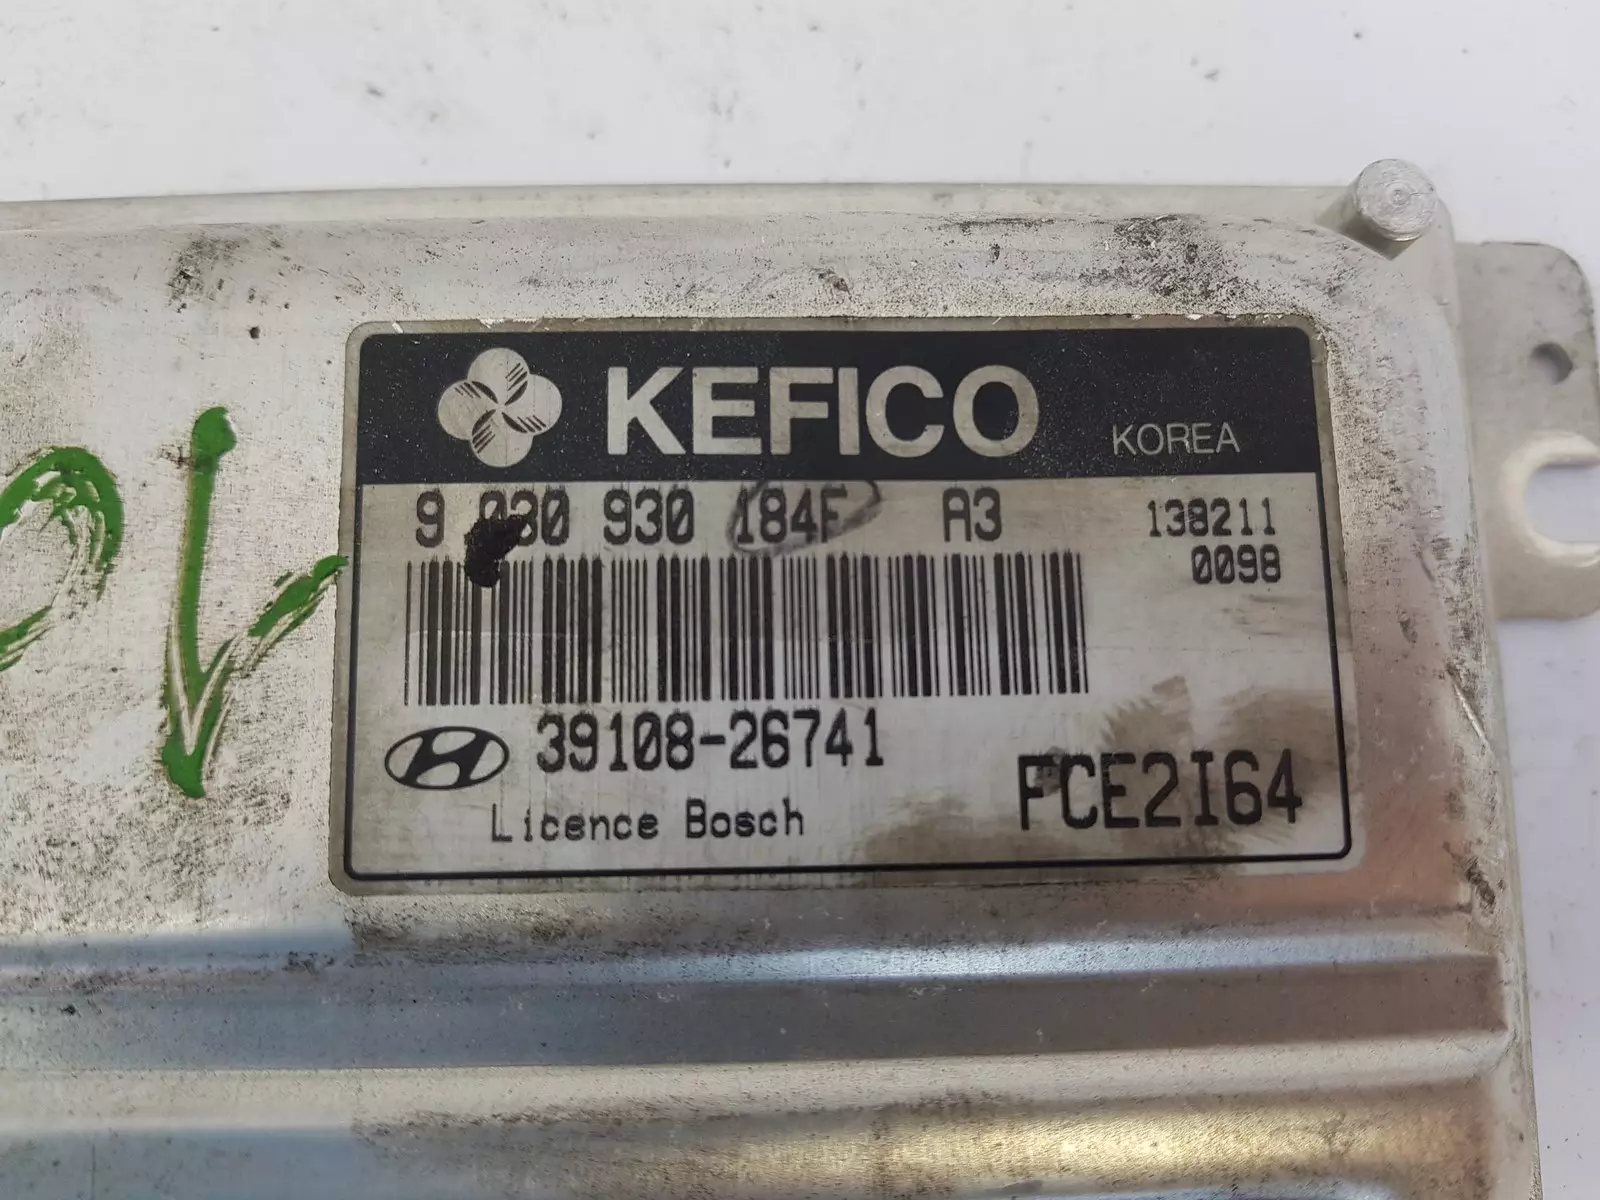 KEFICO KOREA
9 030 930 184F A3 138211
0098
39108-26741
FCE2I64
Licence Bosch